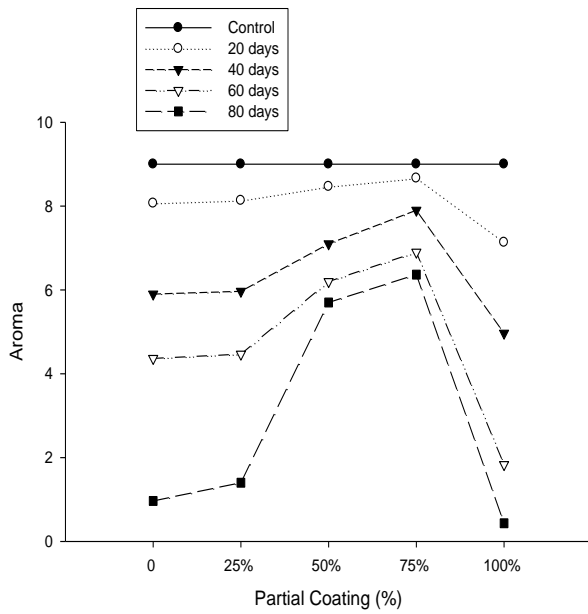 Control
20 days
40 days
60 days
80 days
10
8
6
4
2
0
Aroma
0 25% 50% 75% 100%
Partial Coating (%)